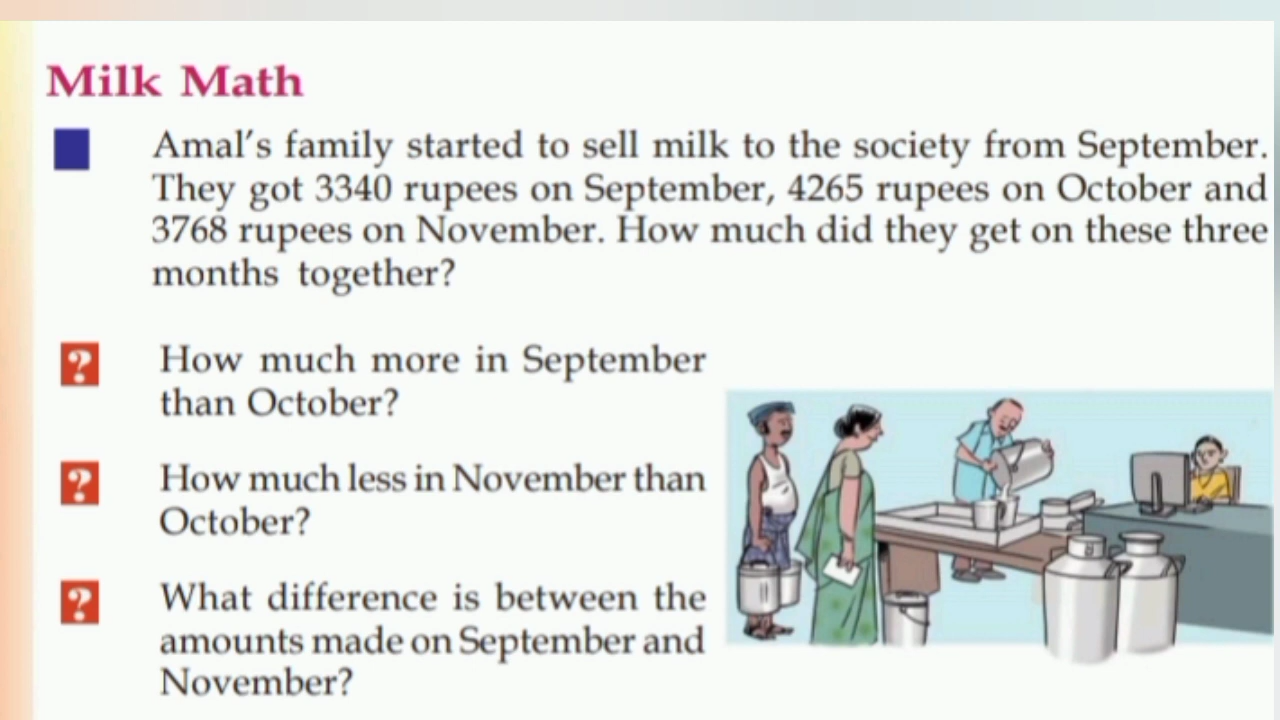 Milk Math
Amal's family started to sell milk to the society from September.
They got 3340 rupees on September, 4265 rupees on October and
3768 rupees on November. How much did they get on these three
months together?
? How much more in September
than October?
? How much less in November than
October?
? What difference is between the
amounts made on September and
November?